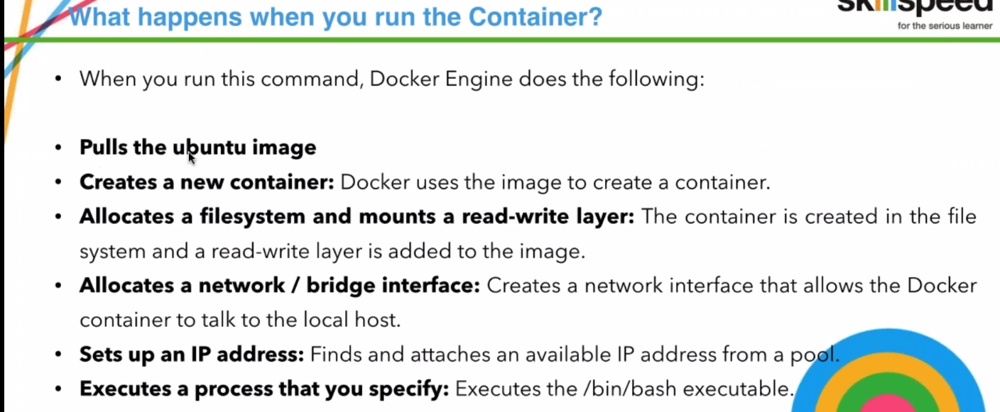 What happens when you run the Container?
skillspeed
for the serious learner
• When you run this command, Docker Engine does the following:
• Pulls the ubuntu image
• Creates a new container: Docker uses the image to create a container.
• Allocates a filesystem and mounts a read-write layer: The container is created in the file
system and a read-write layer is added to the image.
• Allocates a network / bridge interface: Creates a network interface that allows the Docker
container to talk to the local host.
• Sets up an IP address: Finds and attaches an available IP address from a pool.
• Executes a process that you specify: Executes the /bin/bash executable.